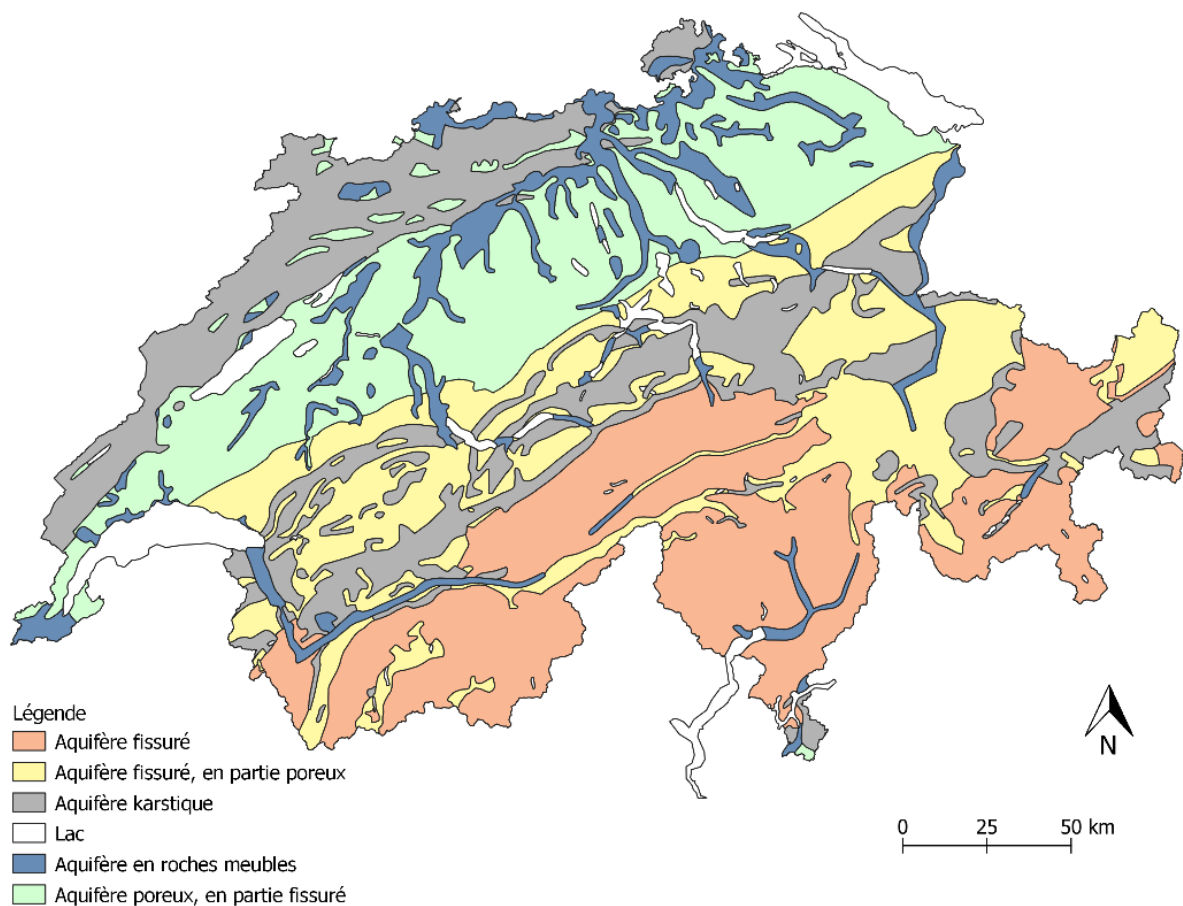 Légende
Aquifère fissuré
Aquifère fissuré, en partie poreux
Aquifère karstique
Lac
Aquifère en roches meubles
Aquifère poreux, en partie fissuré
N
0 25 50 km